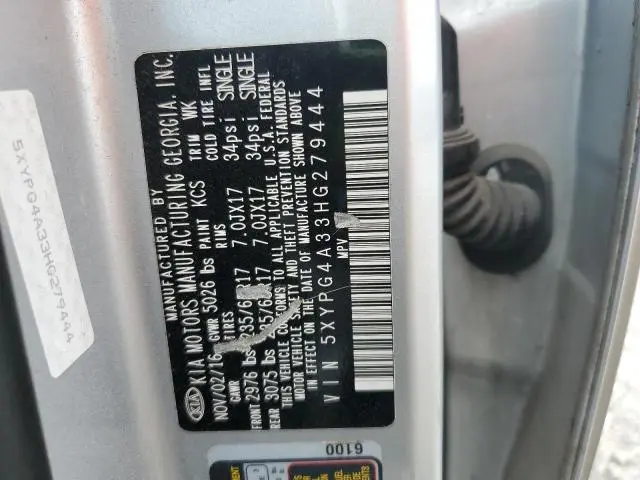 KIA
MANUFACTURED BY
KIA MOTORS MANUFACTURING GEORGIA, INC.
NOV/02/16 GVWR 5026 lbs PAINT KCS TRIM WK
GAWR TIRES RIMS COLD TIRE INFL
FRONT 2976 lbs 235/65R17 7.0JX17 34psi SINGLE
REAR 3075 lbs 235/65R17 7.0JX17 34psi SINGLE
THIS VEHICLE CONFORMS TO ALL APPLICABLE U.S.A. FEDERAL
MOTOR VEHICLE SAFETY AND THEFT PREVENTION STANDARDS
IN EFFECT ON THE DATE OF MANUFACTURE SHOWN ABOVE
VIN 5XYPG4A33HG279444
MPV
5XYPG4A33HG279444
6100